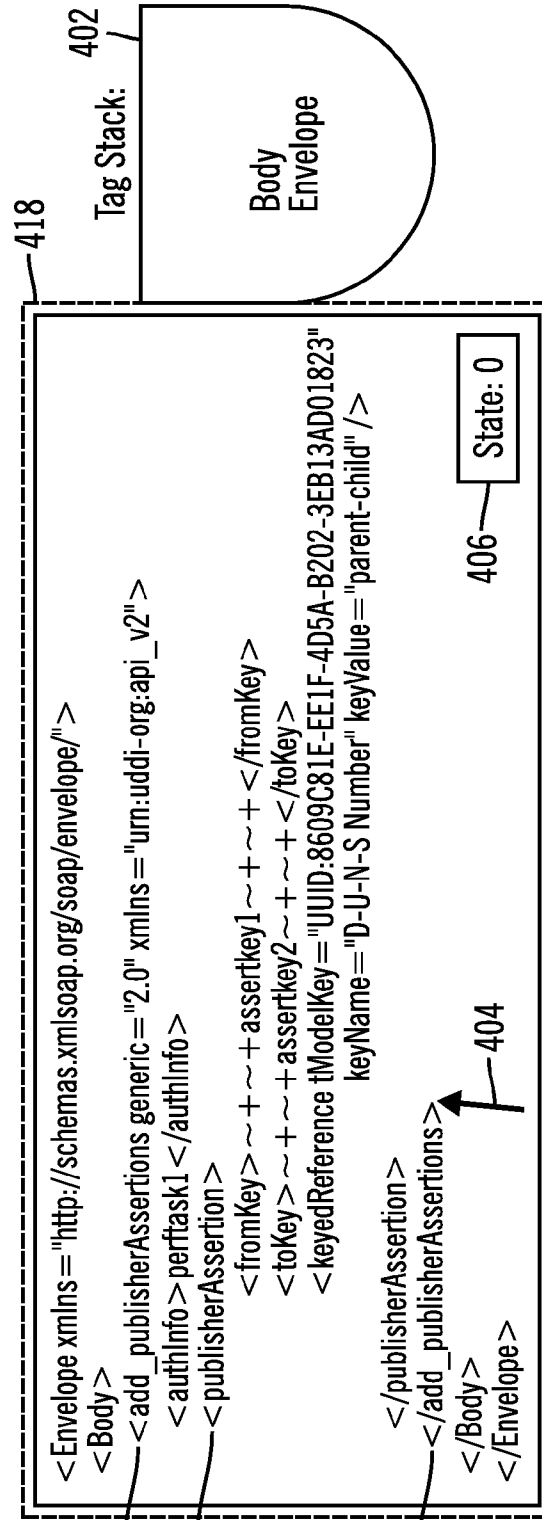 418
Tag Stack:
402
<Envelope xmlns="http://schemas.xmlsoap.org/soap/envelope/">
<Body>
<add_publisherAssertions generic="2.0" xmlns="urn:uddi-org:api_v2">
<authInfo>perftask1</authInfo>
<publisherAssertion>
<fromKey>~+~+assertkey1~+~+</fromKey>
<toKey>~+~+assertkey2~+~+</toKey>
<keyedReference tModelKey="UUID:8609C81E-EE1F-4D5A-B202-3EB13AD01823"
keyName="D-U-N-S Number" keyValue="parent-child" />
</publisherAssertion>
</add_publisherAssertions>
</Body>
</Envelope>
404
406
State: 0
Body
Envelope